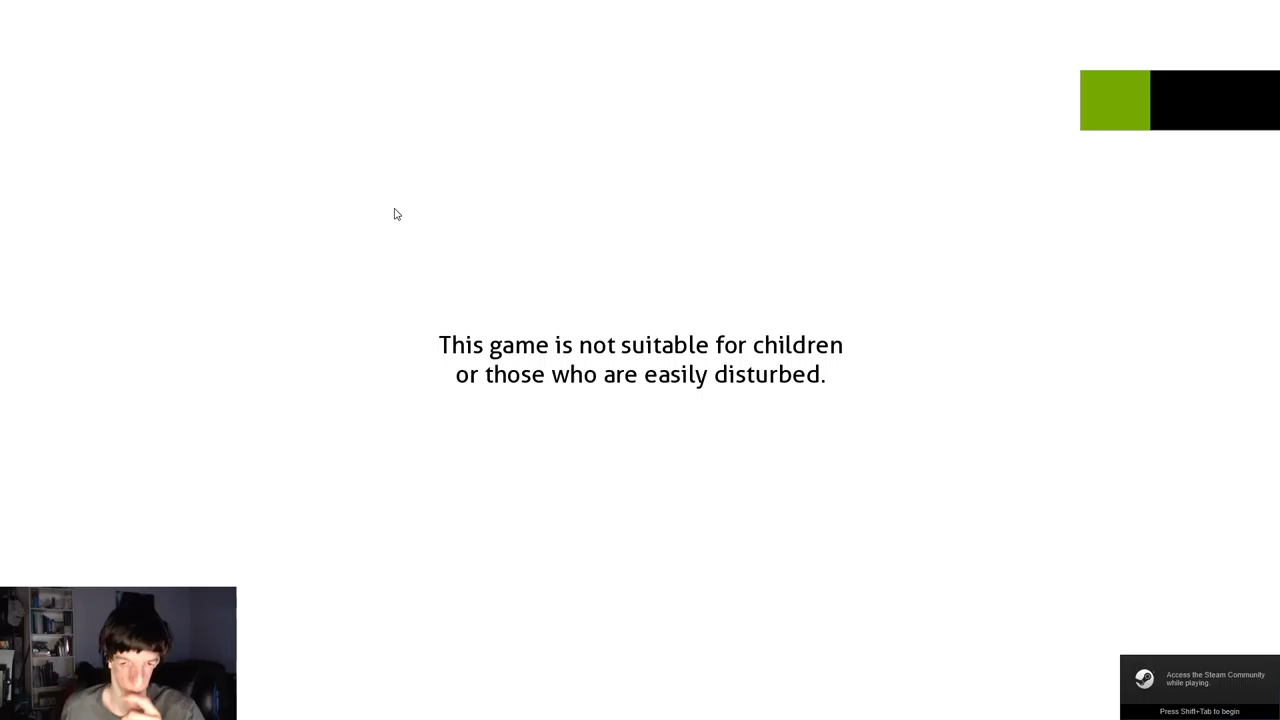 This game is not suitable for children
or those who are easily disturbed.
Access the Steam Community
while playing.
Press Shift+Tab to begin